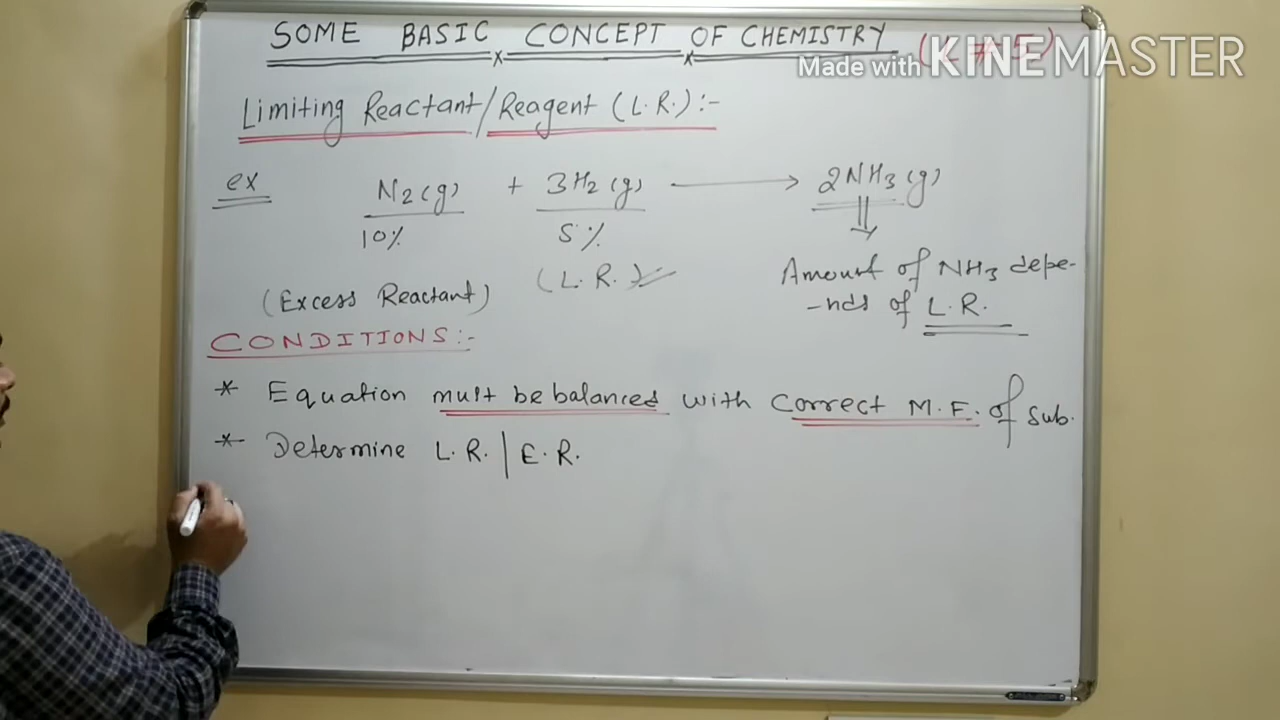 SOME BASIC CONCEPT OF CHEMISTRY
Made with KINEMASTER
Limiting Reactant/Reagent (L.R.):-
ex N2(g) + 3H2(g) → 2NH3(g)
10% 5%
(Excess Reactant) (L.R.)
Amount of NH3 depe-
-nds of L.R.
CONDITIONS:-
* Equation must be balanced with correct M.F. of sub.
* Determine L.R. | E.R.